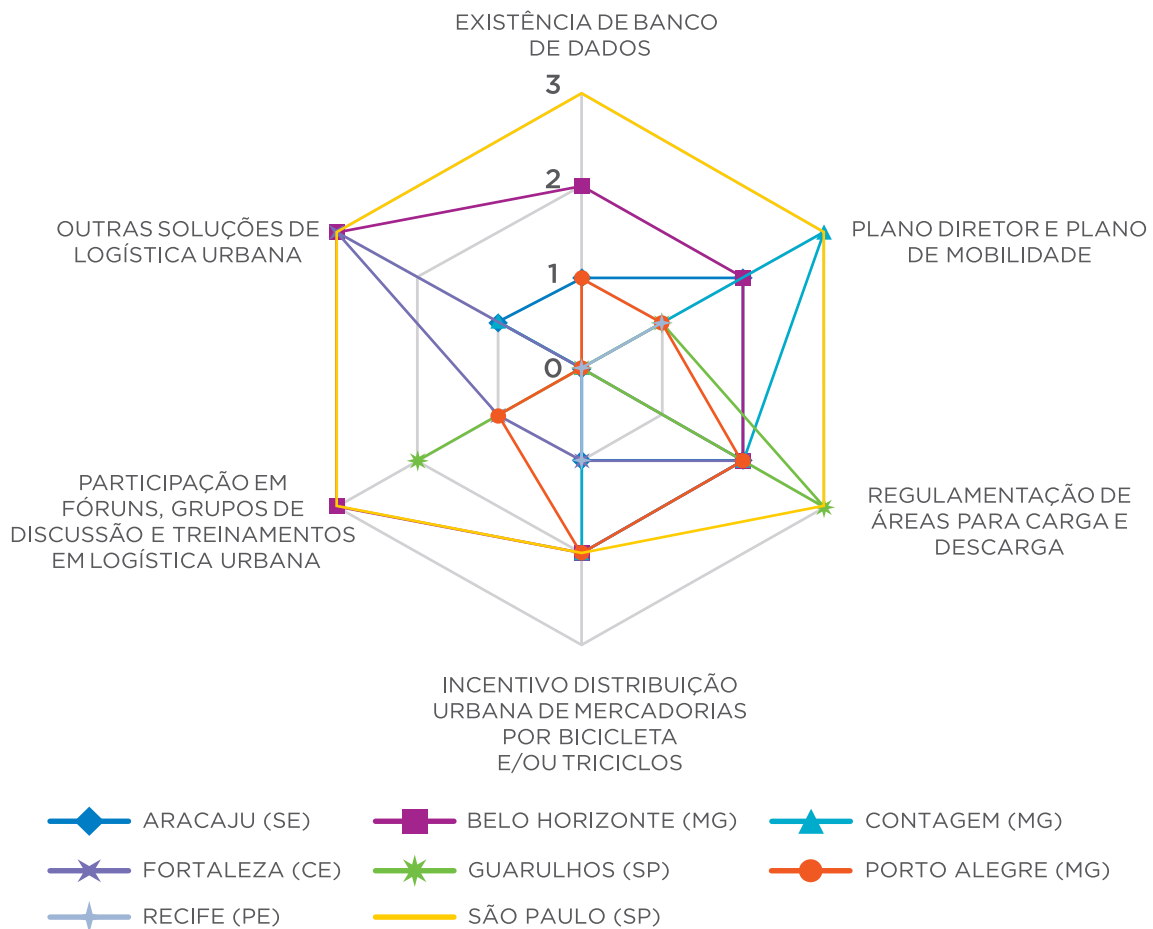 EXISTÊNCIA DE BANCO
DE DADOS
3
2
1
0
OUTRAS SOLUÇÕES DE
LOGÍSTICA URBANA
PLANO DIRETOR E PLANO
DE MOBILIDADE
PARTICIPAÇÃO EM
FÓRUNS, GRUPOS DE
DISCUSSÃO E TREINAMENTOS
EM LOGÍSTICA URBANA
REGULAMENTAÇÃO DE
ÁREAS PARA CARGA E
DESCARGA
INCENTIVO DISTRIBUIÇÃO
URBANA DE MERCADORIAS
POR BICICLETA
E/OU TRICICLOS
ARACAJU (SE)
BELO HORIZONTE (MG)
CONTAGEM (MG)
FORTALEZA (CE)
GUARULHOS (SP)
PORTO ALEGRE (MG)
RECIFE (PE)
SÃO PAULO (SP)